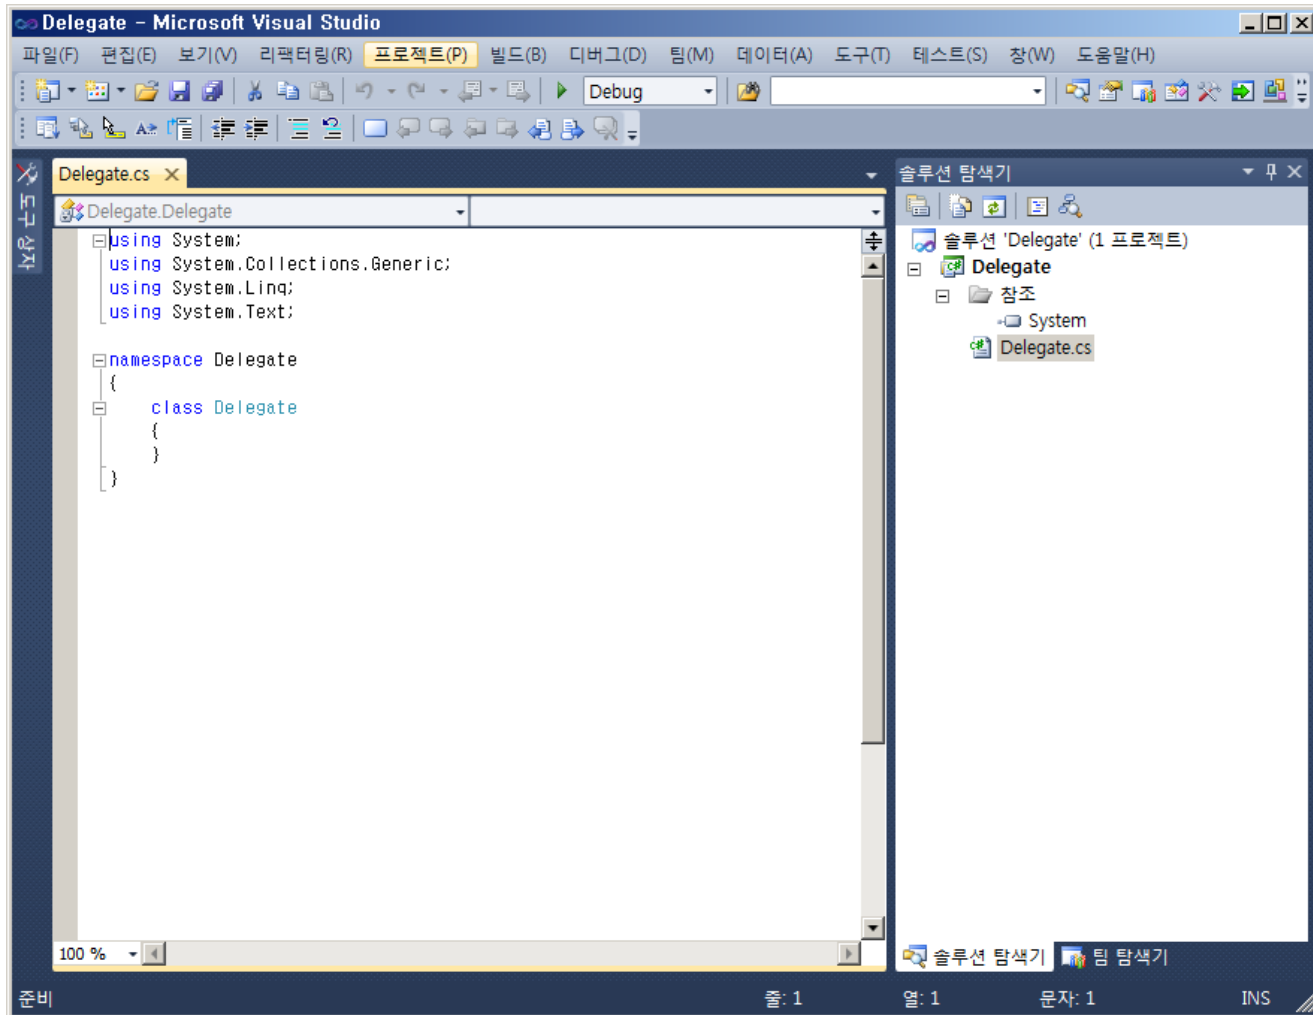 Delegate - Microsoft Visual Studio
파일(F) 편집(E) 보기(V) 리팩터링(R) 프로젝트(P) 빌드(B) 디버그(D) 팀(M) 데이터(A) 도구(T) 테스트(S) 창(W) 도움말(H)
Debug
도구 상자
Delegate.cs
Delegate.Delegate
using System;
using System.Collections.Generic;
using System.Linq;
using System.Text;
namespace Delegate
{
class Delegate
{
}
}
100 %
솔루션 탐색기
솔루션 'Delegate' (1 프로젝트)
Delegate
참조
System
Delegate.cs
솔루션 탐색기 팀 탐색기
준비 줄: 1 열: 1 문자: 1 INS